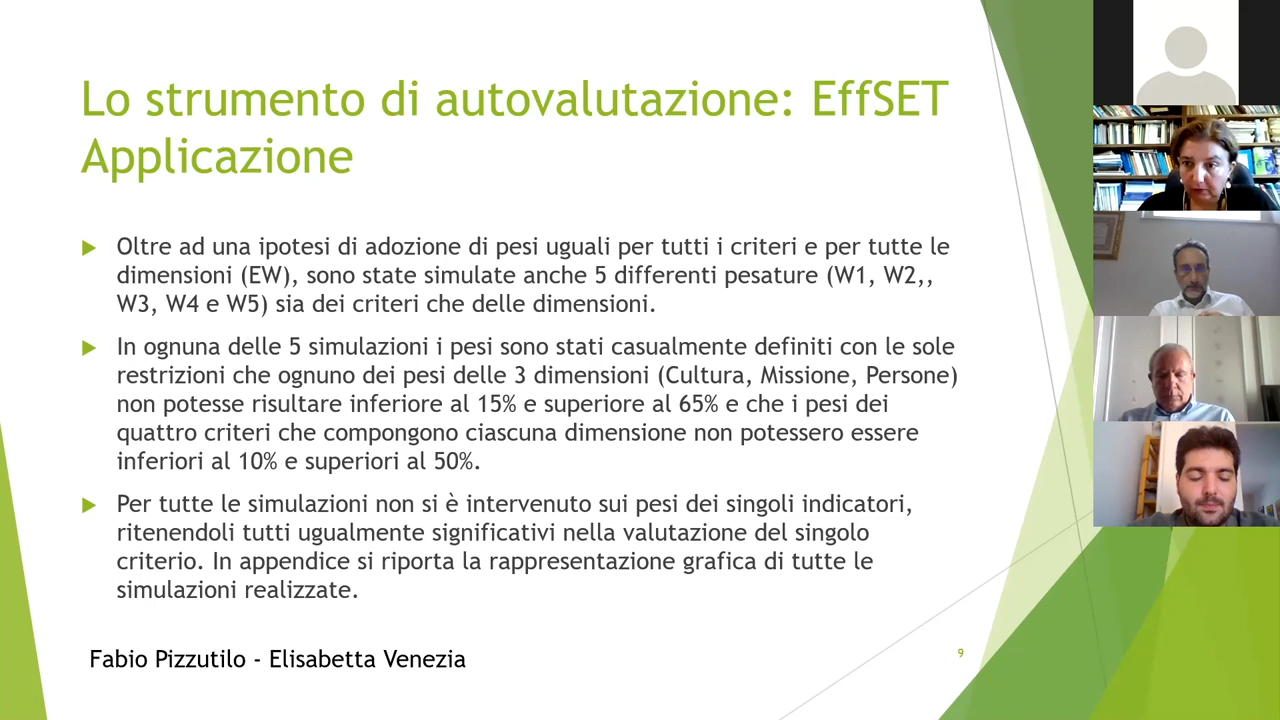 Lo strumento di autovalutazione: EffSET
Applicazione
Oltre ad una ipotesi di adozione di pesi uguali per tutti i criteri e per tutte le
dimensioni (EW), sono state simulate anche 5 differenti pesature (W1, W2,,
W3, W4 e W5) sia dei criteri che delle dimensioni.
In ognuna delle 5 simulazioni i pesi sono stati casualmente definiti con le sole
restrizioni che ognuno dei pesi delle 3 dimensioni (Cultura, Missione, Persone)
non potesse risultare inferiore al 15% e superiore al 65% e che i pesi dei
quattro criteri che compongono ciascuna dimensione non potessero essere
inferiori al 10% e superiori al 50%.
Per tutte le simulazioni non si è intervenuto sui pesi dei singoli indicatori,
ritenendoli tutti ugualmente significativi nella valutazione del singolo
criterio. In appendice si riporta la rappresentazione grafica di tutte le
simulazioni realizzate.
Fabio Pizzutilo - Elisabetta Venezia
9